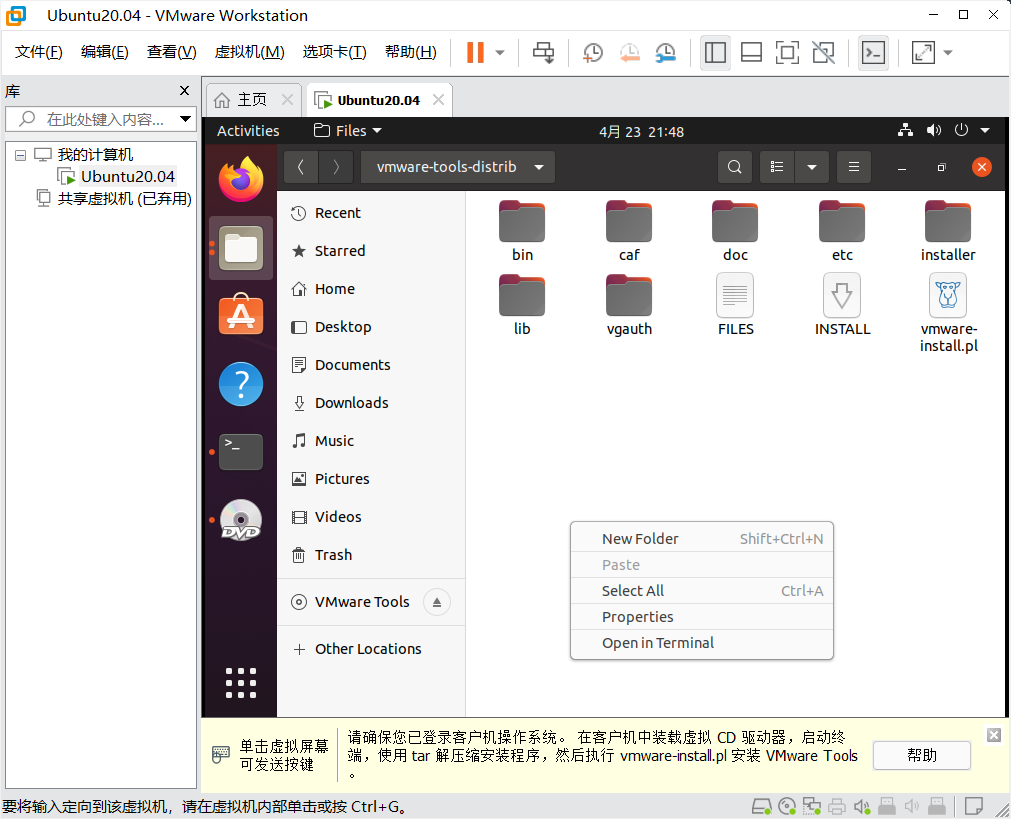 Ubuntu20.04 - VMware Workstation
文件(F) 编辑(E) 查看(V) 虚拟机(M) 选项卡(T) 帮助(H)
库
在此处键入内容...
我的计算机
Ubuntu20.04
共享虚拟机 (已弃用)
主页
Ubuntu20.04
Activities
Files
4月 23 21:48
vmware-tools-distrib
Recent
Starred
Home
Desktop
Documents
Downloads
Music
Pictures
Videos
Trash
VMware Tools
Other Locations
DVD
bin caf doc etc installer
lib vgauth FILES INSTALL vmware-
install.pl
New Folder Shift+Ctrl+N
Paste
Select All Ctrl+A
Properties
Open in Terminal
单击虚拟屏幕
可发送按键
请确保您已登录客户机操作系统。 在客户机中装载虚拟 CD 驱动器，启动终
端，使用 tar 解压缩安装程序，然后执行 vmware-install.pl 安装 VMware Tools
。
帮助
要将输入定向到该虚拟机，请在虚拟机内部单击或按 Ctrl+G。